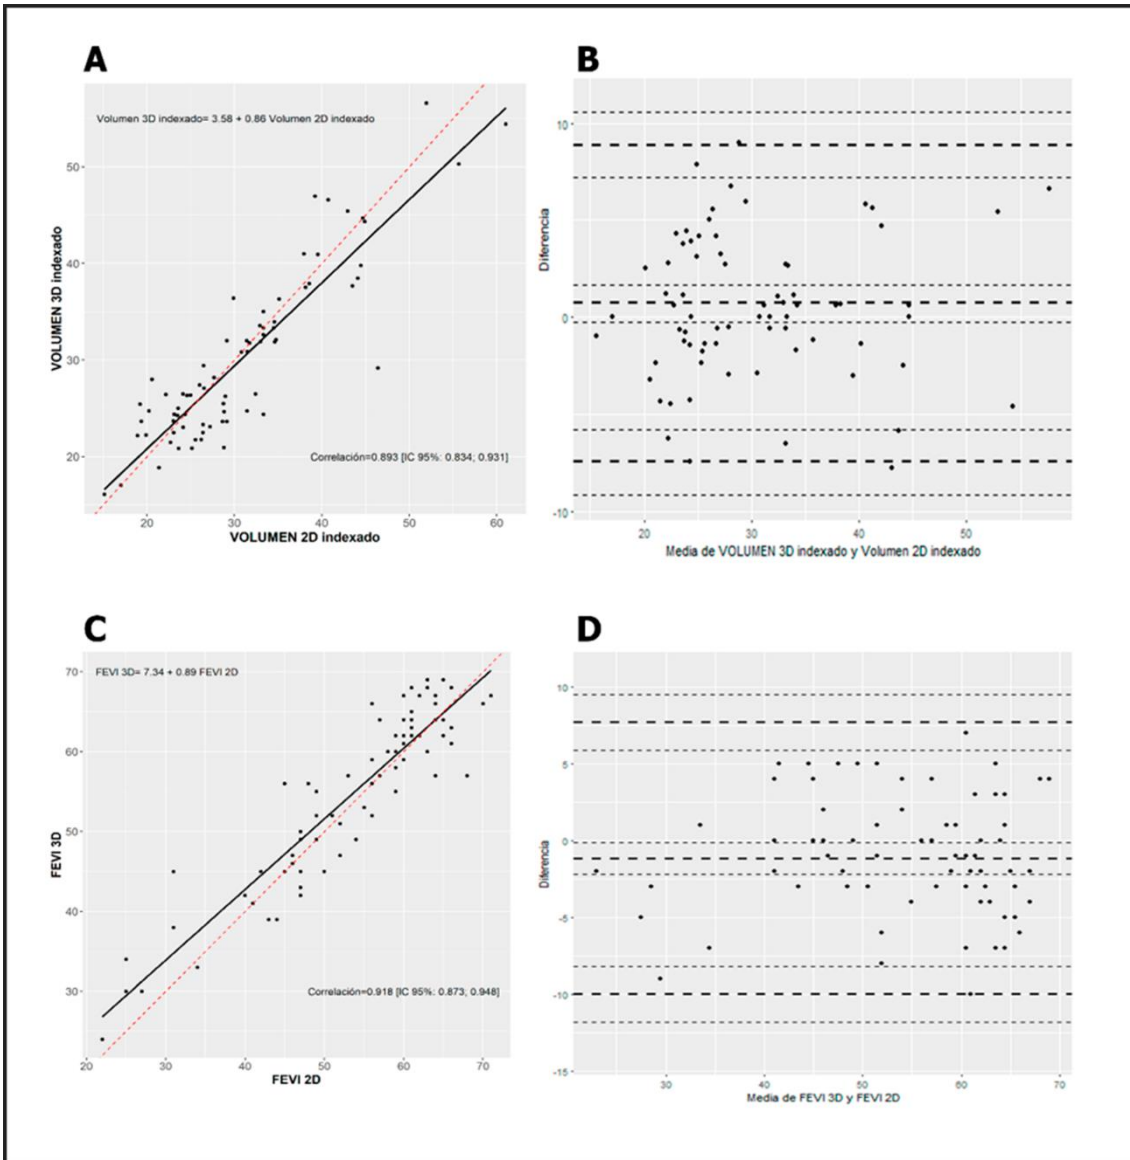 A
Volumen 3D indexado= 3.58 + 0.86 Volumen 2D indexado
VOLUMEN 3D indexado
50
40
30
20
Correlación=0.893 [IC 95%: 0.834; 0.931]
20 30 40 50 60
VOLUMEN 2D indexado
B
Diferencia
10
0
-10
20 30 40 50
Media de VOLUMEN 3D indexado y Volumen 2D indexado
C
FEVI 3D= 7.34 + 0.89 FEVI 2D
FEVI 3D
70
60
50
40
30
Correlación=0.918 [IC 95%: 0.873; 0.948]
20 30 40 50 60 70
FEVI 2D
D
Diferencia
10
5
0
-5
-10
-15
30 40 50 60 70
Media de FEVI 3D y FEVI 2D